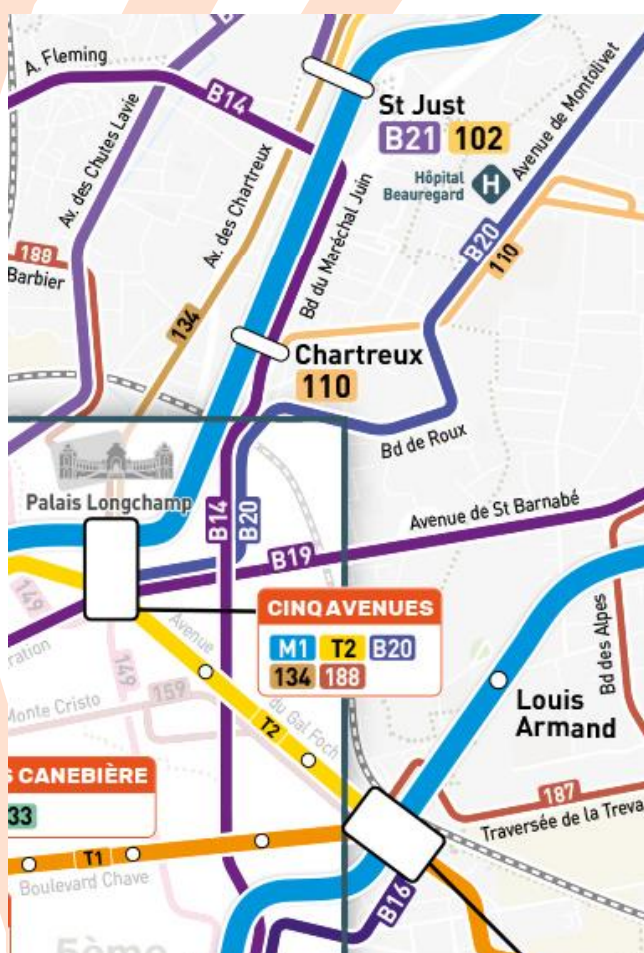 A. Fleming
B14
St Just
B21 102
Hôpital
Beauregard
H
Avenue de Montolivet
Av. des Chutes Lavie
Av. des Chartreux
Bd du Maréchal Juin
B20
110
188
Barbier
134
Chartreux
110
Bd de Roux
Palais Longchamp
B14
B20
Avenue de St Barnabé
B19
149
CINQ AVENUES
M1 T2 B20
134 188
Avenue
du Gal Foch
149
159
Monte Cristo
T2
Bd des Alpes
Louis
Armand
CANEBIÈRE
33
187
Traversée de la Treva
T1
Boulevard Chave
B16
5ème